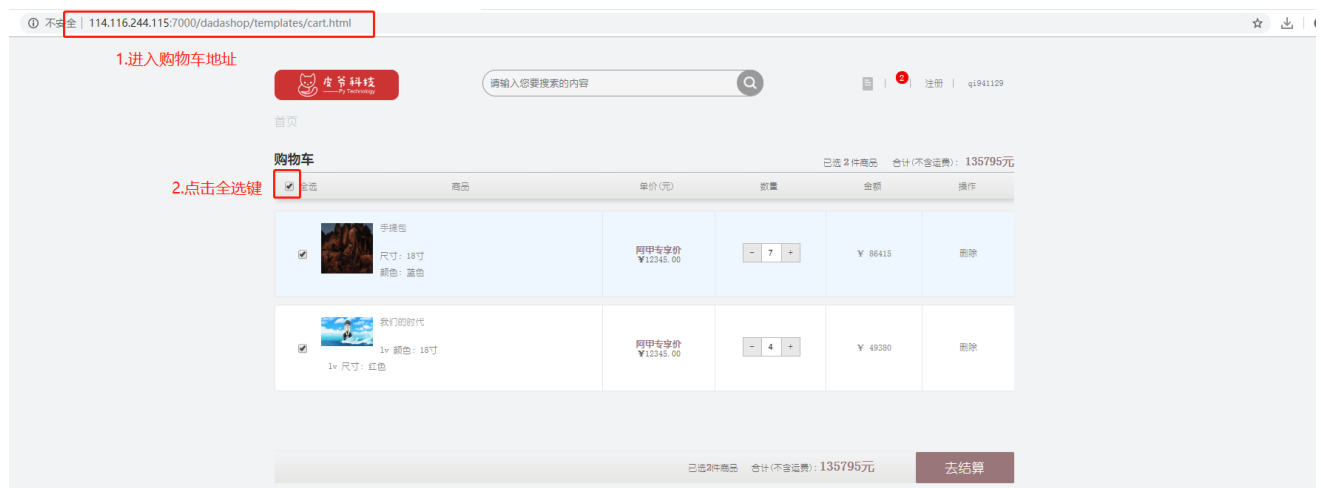 不安全 | 114.116.244.115:7000/dadashop/templates/cart.html
1.进入购物车地址
皮爷科技
Py Technology
请输入您要搜索的内容
| 2 | 注册 | qi941129
首页
购物车
已选 2 件商品 合计(不含运费): 135795元
2.点击全选键
全选 商品 单价(元) 数量 金额 操作
手提包
尺寸: 18寸
颜色: 蓝色
阿甲专享价
¥12345.00
- 7 +
¥ 86415
删除
我们的时代
lv 颜色: 18寸
lv 尺寸: 红色
阿甲专享价
¥12345.00
- 4 +
¥ 49380
删除
已选2件商品 合计(不含运费): 135795元
去结算